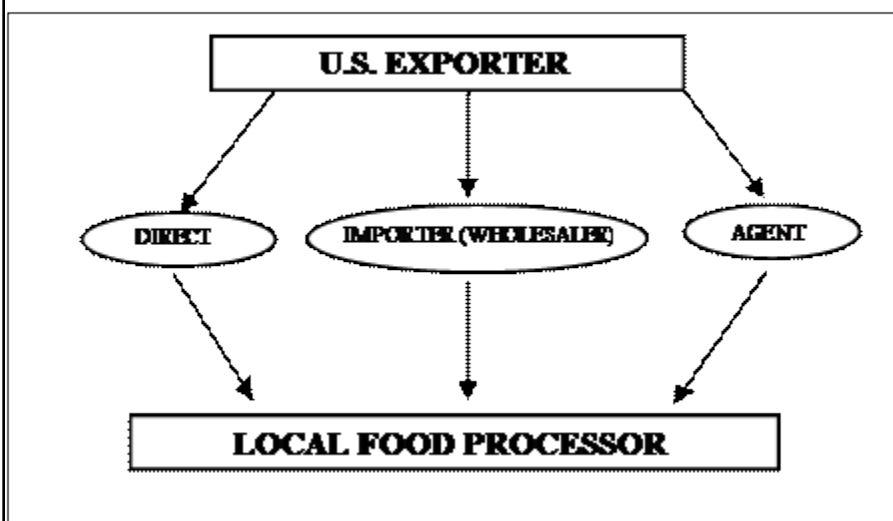 U.S. EXPORTER
DIRECT
IMPORTER (WHOLESALER)
AGENT
LOCAL FOOD PROCESSOR